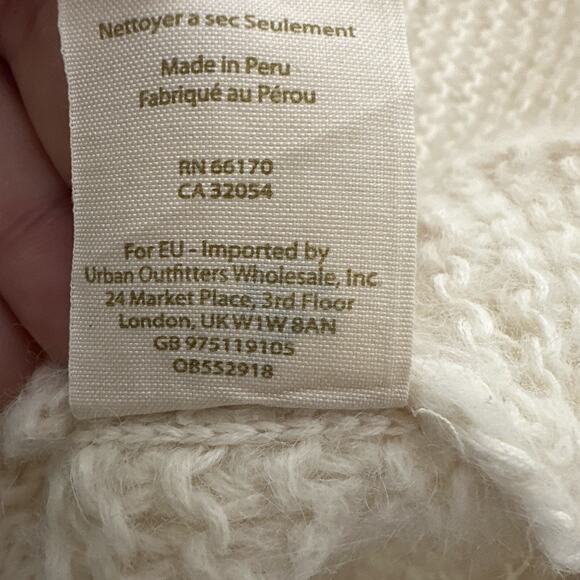 Nettoyer a sec Seulement
Made in Peru
Fabriqué au Pérou
RN 66170
CA 32054
For EU - Imported by
Urban Outfitters Wholesale, Inc
24 Market Place, 3rd Floor
London, UK W1W 8AN
GB 975119105
OB552918